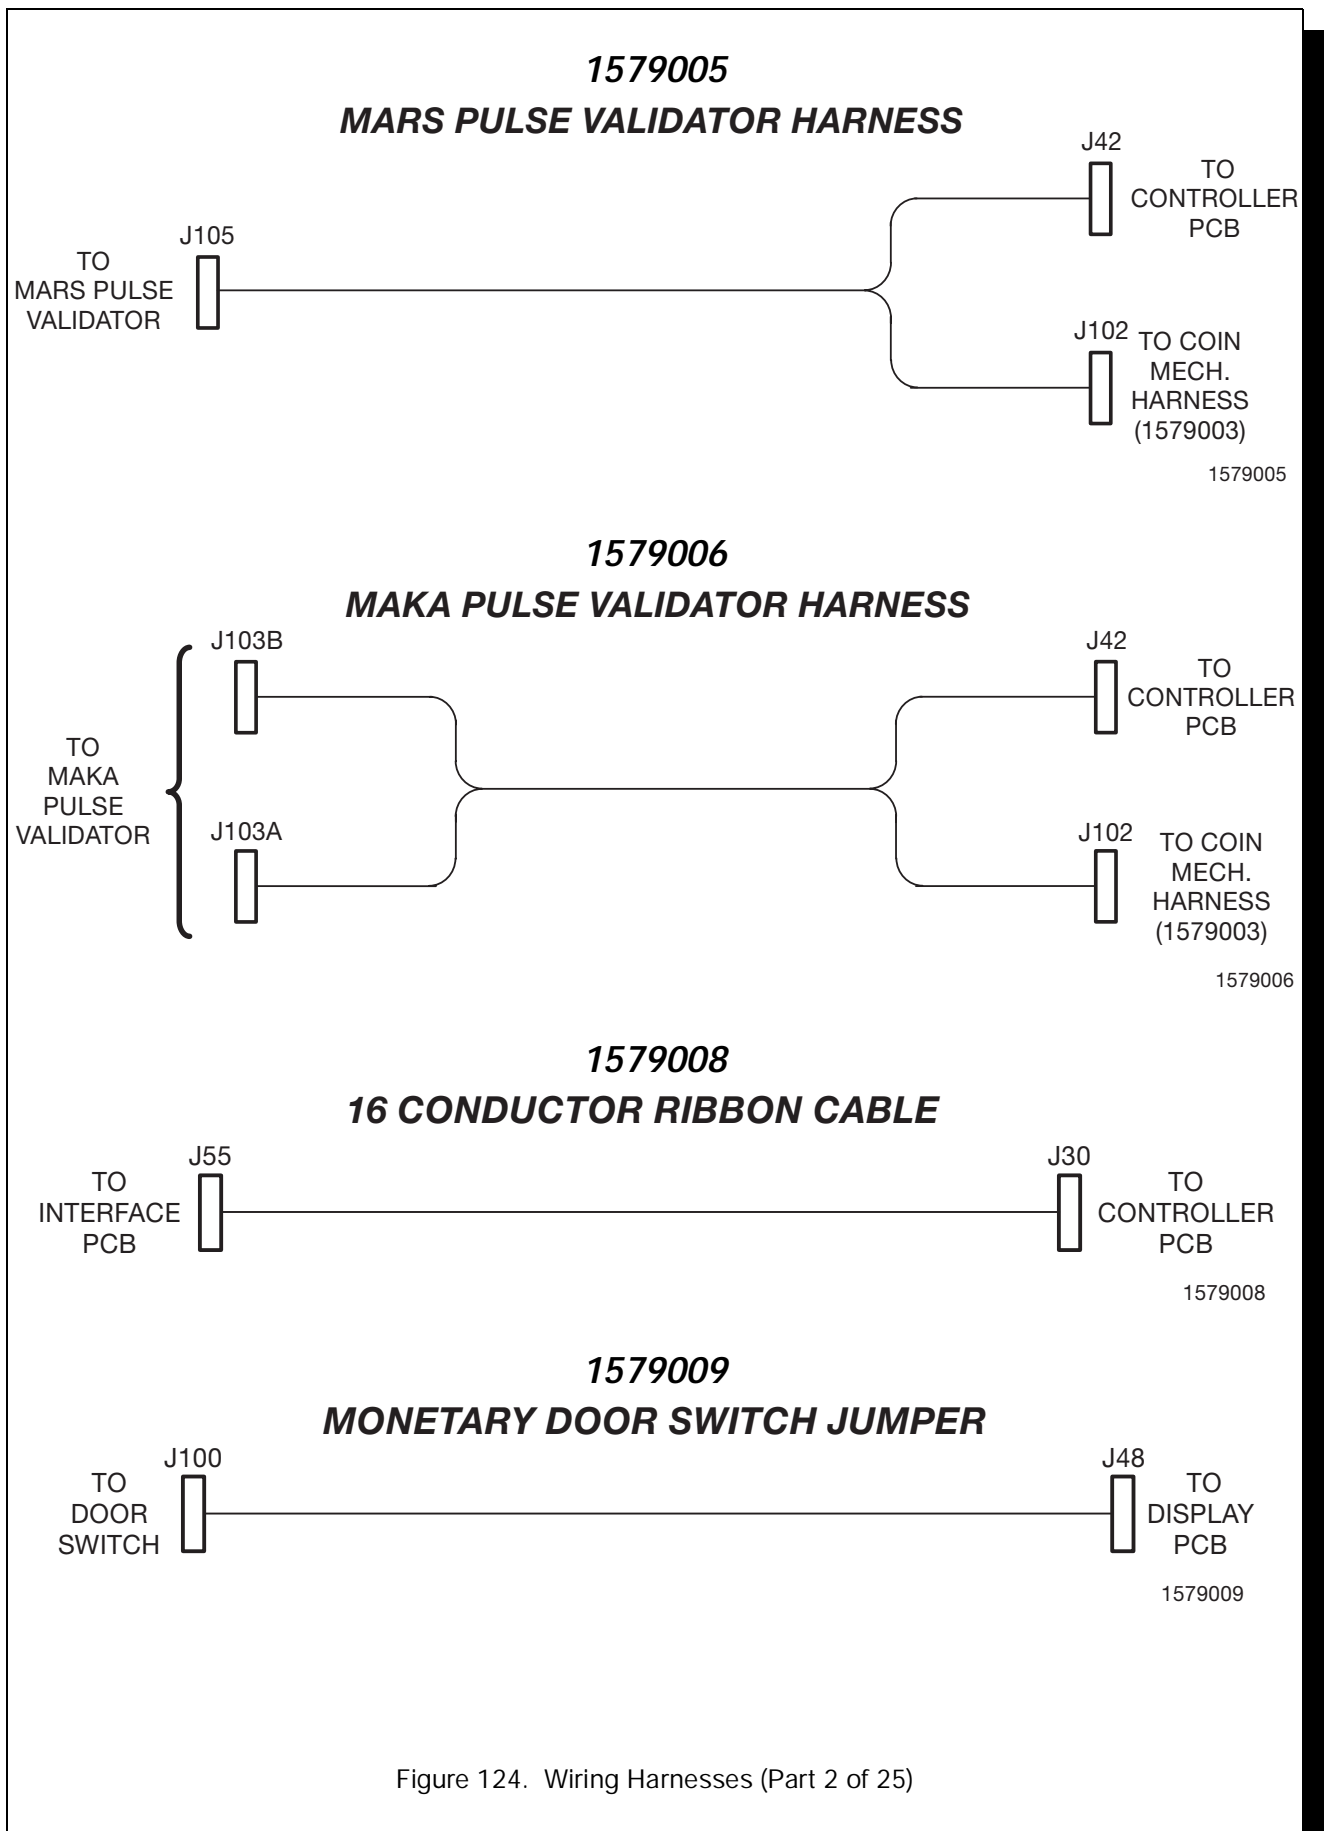 1579005
MARS PULSE VALIDATOR HARNESS
J42
TO
CONTROLLER
PCB
J105
TO
MARS PULSE
VALIDATOR
J102
TO COIN
MECH.
HARNESS
(1579003)
1579005
1579006
MAKA PULSE VALIDATOR HARNESS
J103B
J42
TO
CONTROLLER
PCB
TO
MAKA
PULSE
VALIDATOR
J103A
J102
TO COIN
MECH.
HARNESS
(1579003)
1579006
1579008
16 CONDUCTOR RIBBON CABLE
J55
TO
INTERFACE
PCB
J30
TO
CONTROLLER
PCB
1579008
1579009
MONETARY DOOR SWITCH JUMPER
J100
TO
DOOR
SWITCH
J48
TO
DISPLAY
PCB
1579009
Figure 124. Wiring Harnesses (Part 2 of 25)